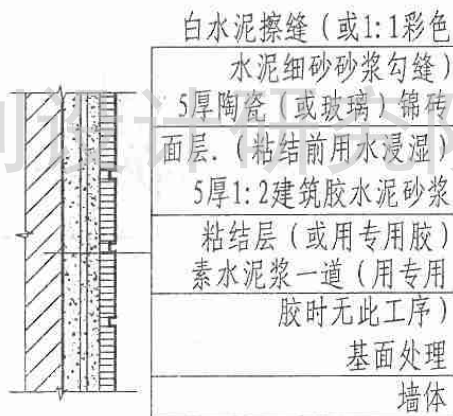 白水泥擦缝（或1:1彩色
水泥细砂砂浆勾缝）
5厚陶瓷（或玻璃）锦砖
面层.（粘结前用水浸湿）
5厚1:2建筑胶水泥砂浆
粘结层（或用专用胶）
素水泥浆一道（用专用
胶时无此工序）
基面处理
墙体